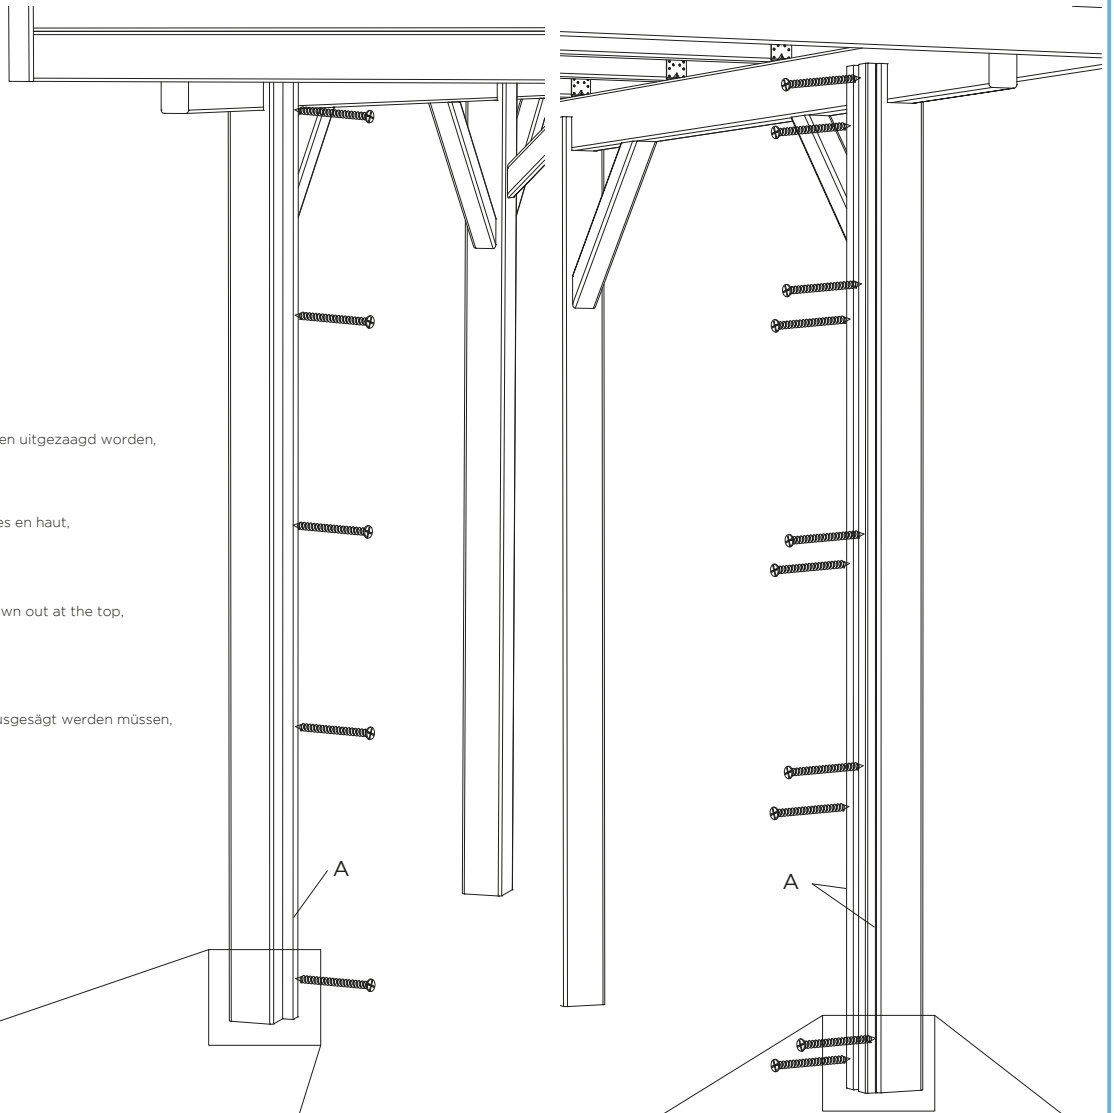 en uitgezaagd worden,
es en haut,
wn out at the top,
usgesägt werden müssen,
A
A